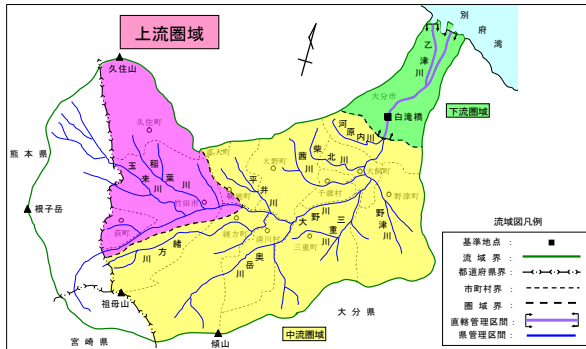 上流圏域
久住山
別府湾
乙津川
大分市
白滝橋
下流圏域
河原内川
柴北川
茜川
久住町
熊本県
稲葉川
玉来川
大野町
平井川
犬飼町
千歳村
野津町
竹田市
朝地町
根子岳
荻町
緒方町
清川村
大野川
三重川
野津川
三重町
緒方川
奥岳川
祖母山
中流圏域
傾山
大分県
宮崎県
流域図凡例
基準地点 : ■
流域界 :
都道府県界 :
市町村界 :
圏域界 :
直轄管理区間 :
県管理区間 :